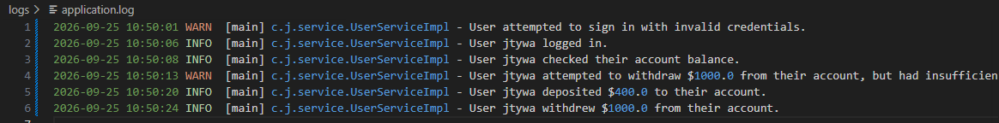 logs > application.log
1 2026-09-25 10:50:01 WARN [main] c.j.service.UserServiceImpl - User attempted to sign in with invalid credentials.
2 2026-09-25 10:50:06 INFO [main] c.j.service.UserServiceImpl - User jtywa logged in.
3 2026-09-25 10:50:08 INFO [main] c.j.service.UserServiceImpl - User jtywa checked their account balance.
4 2026-09-25 10:50:13 WARN [main] c.j.service.UserServiceImpl - User jtywa attempted to withdraw $1000.0 from their account, but had insufficien
5 2026-09-25 10:50:20 INFO [main] c.j.service.UserServiceImpl - User jtywa deposited $400.0 to their account.
6 2026-09-25 10:50:24 INFO [main] c.j.service.UserServiceImpl - User jtywa withdrew $1000.0 from their account.
7